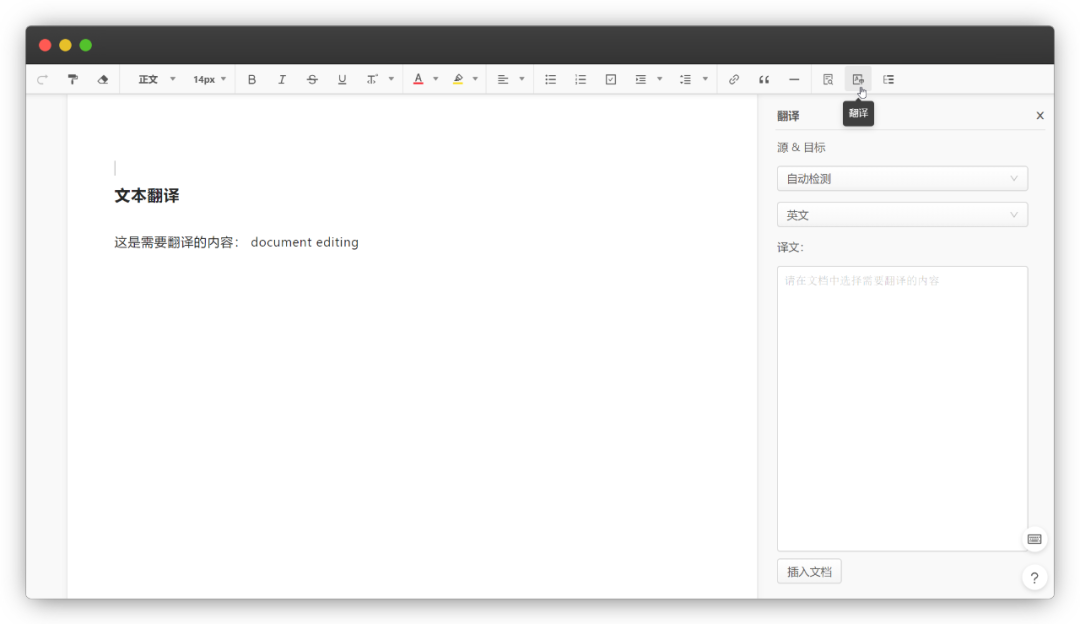 正文 14px B I S U T A
翻译
翻译 X
源 & 目标
自动检测
英文
译文:
请在文档中选择需要翻译的内容
插入文档
?
文本翻译
这是需要翻译的内容: document editing